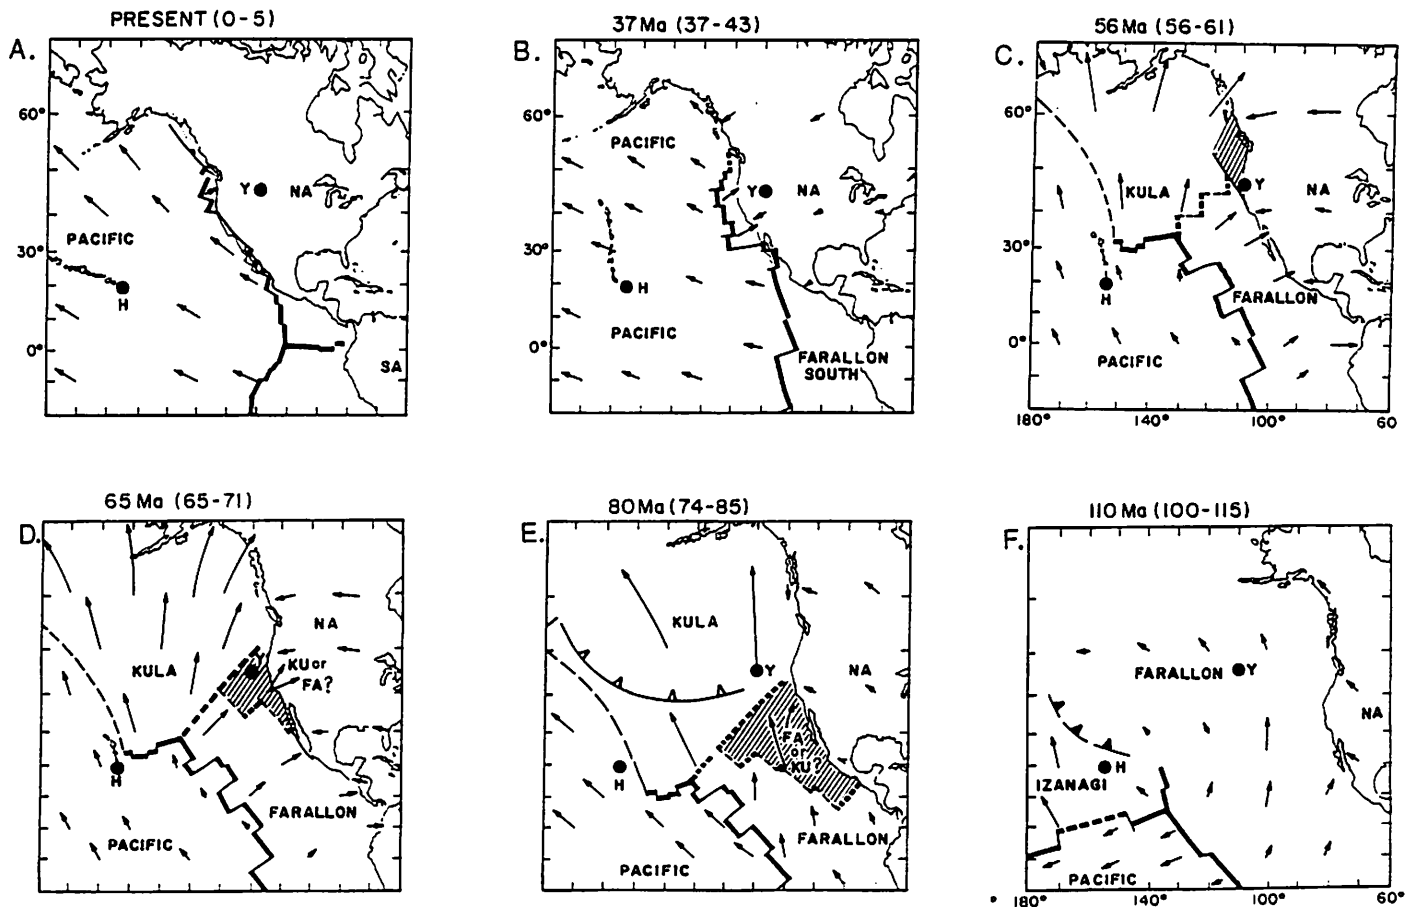 PRESENT (0-5)
A.
60°
30°
0°
PACIFIC
H
Y
NA
SA
37 Ma (37-43)
B.
60°
30°
0°
PACIFIC
Y
NA
H
PACIFIC
FARALLON
SOUTH
56 Ma (56-61)
C.
60°
30°
0°
KULA
Y
NA
H
FARALLON
PACIFIC
180°
140°
100°
60
65 Ma (65-71)
D.
NA
KULA
Y
KU or
FA?
H
FARALLON
PACIFIC
80 Ma (74-85)
E.
KULA
Y
NA
FA
or
KU?
H
FARALLON
PACIFIC
110 Ma (100-115)
F.
FARALLON
Y
NA
H
IZANAGI
PACIFIC
180°
140°
100°
60°